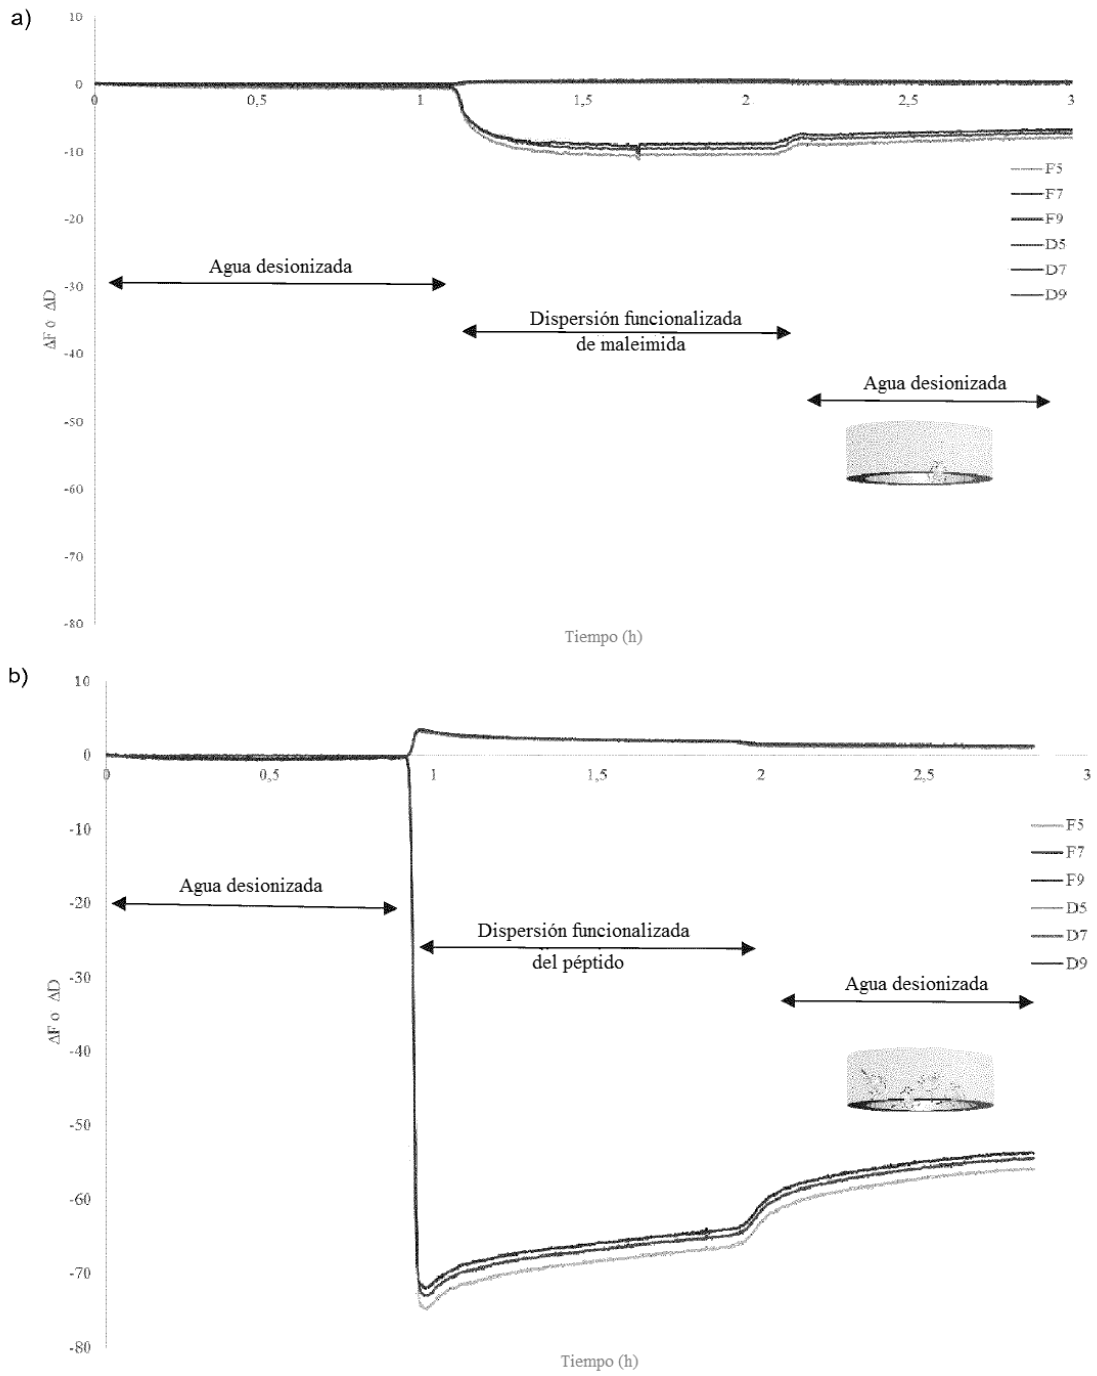 a)
10
0
0
0,5
1
1,5
2
2,5
3
-10
-20
-30
-40
-50
-60
-70
-80
ΔF o ΔD
F5
F7
F9
D5
D7
D9
Agua desionizada
Dispersión funcionalizada
de maleimida
Agua desionizada
Tiempo (h)
b)
10
0
0
0,5
1
1,5
2
2,5
3
-10
-20
-30
-40
-50
-60
-70
-80
ΔF o ΔD
F5
F7
F9
D5
D7
D9
Agua desionizada
Dispersión funcionalizada
del péptido
Agua desionizada
Tiempo (h)